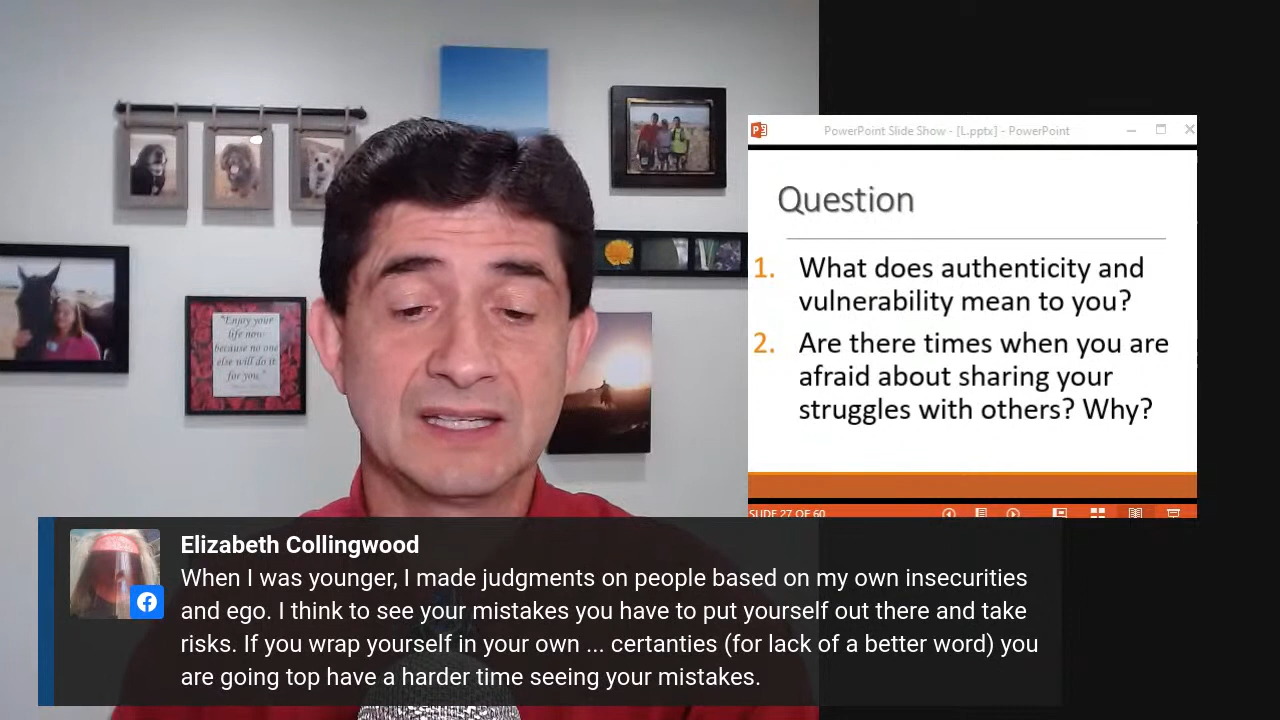 "Enjoy your
life now
because no one
else will do it
for you."
PowerPoint Slide Show - [L.pptx] - PowerPoint
Question
1. What does authenticity and
vulnerability mean to you?
2. Are there times when you are
afraid about sharing your
struggles with others? Why?
SLIDE 27 OF 60
Elizabeth Collingwood
When I was younger, I made judgments on people based on my own insecurities
and ego. I think to see your mistakes you have to put yourself out there and take
risks. If you wrap yourself in your own ... certanties (for lack of a better word) you
are going top have a harder time seeing your mistakes.